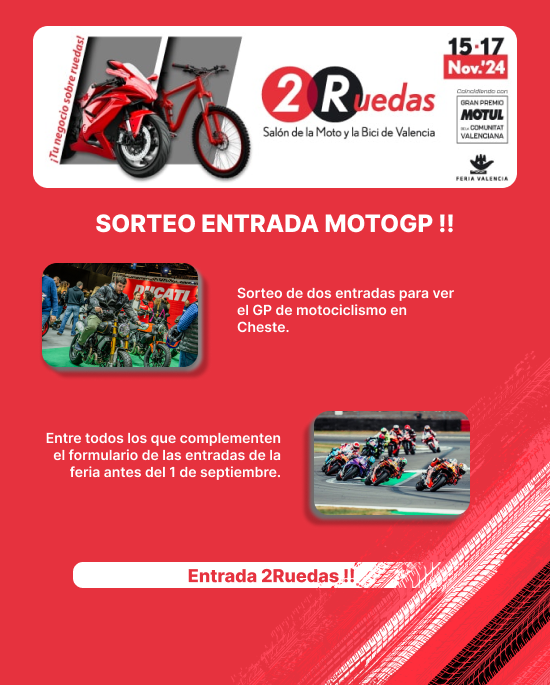 ¡Tu negocio sobre ruedas!
2Ruedas
Salón de la Moto y la Bici de Valencia
15·17
Nov.'24
Coincidiendo con
GRAN PREMIO
MOTUL
DE LA COMUNITAT
VALENCIANA
FERIA VALENCIA
SORTEO ENTRADA MOTOGP !!
DUCATI
Sorteo de dos entradas para ver
el GP de motociclismo en
Cheste.
Entre todos los que complementen
el formulario de las entradas de la
feria antes del 1 de septiembre.
Entrada 2Ruedas !!